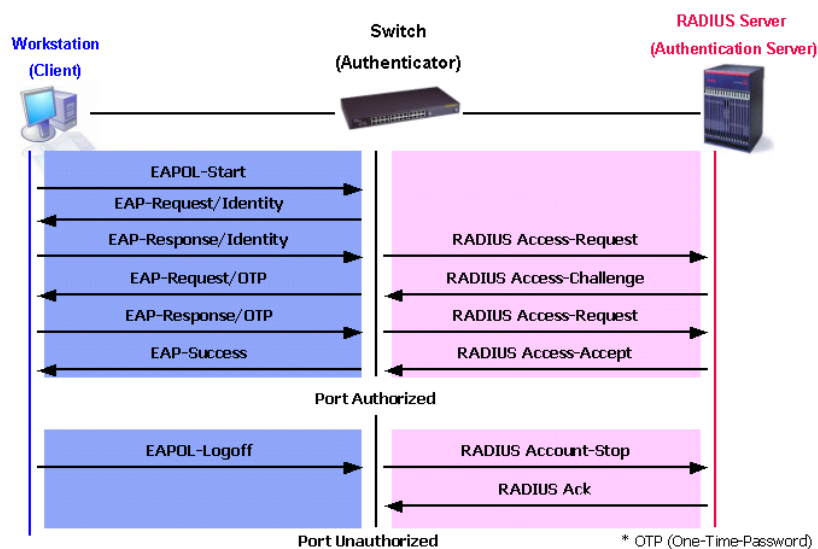 Workstation
(Client)
Switch
(Authenticator)
RADIUS Server
(Authentication Server)
EAPOL-Start
EAP-Request/Identity
EAP-Response/Identity
RADIUS Access-Request
EAP-Request/OTP
RADIUS Access-Challenge
EAP-Response/OTP
RADIUS Access-Request
EAP-Success
RADIUS Access-Accept
Port Authorized
EAPOL-Logoff
RADIUS Account-Stop
RADIUS Ack
Port Unauthorized
* OTP (One-Time-Password)